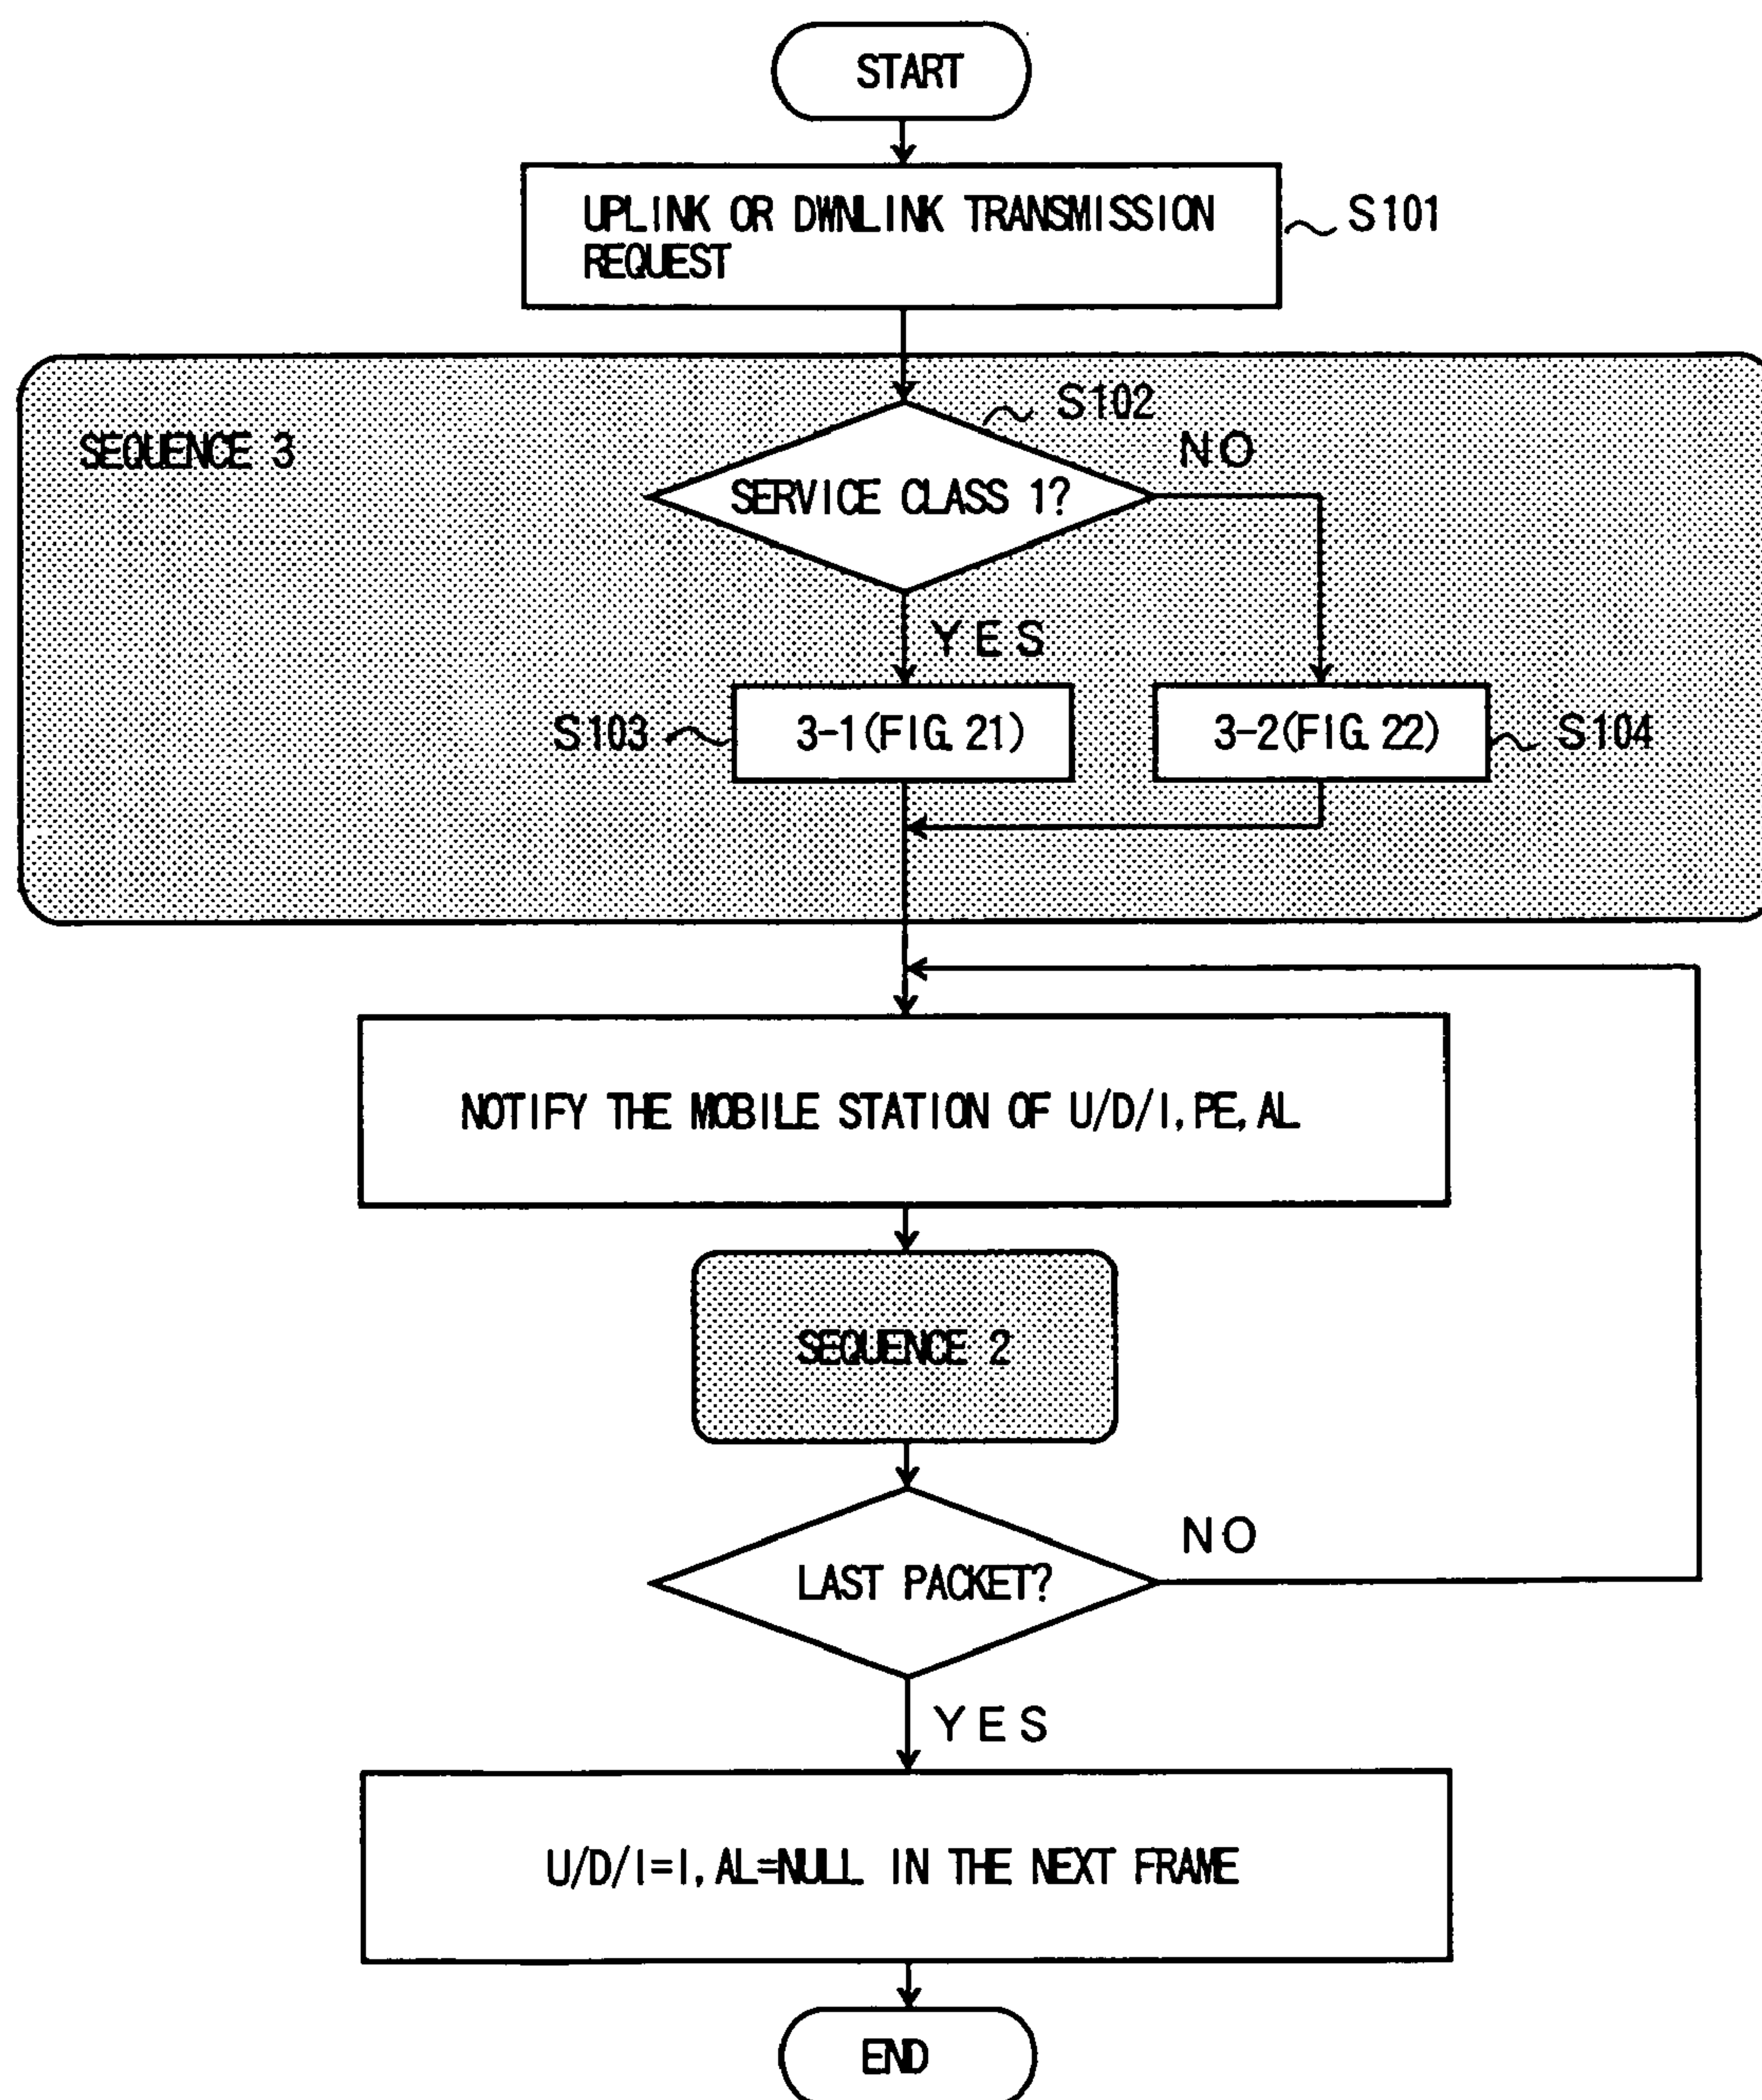 START
UPLINK OR DWNLINK TRANSMISSION
REQUEST
S101
S102
SEQUENCE 3
NO
SERVICE CLASS 1?
YES
S103
3-1(FIG.21)
3-2(FIG.22)
S104
NOTIFY THE MOBILE STATION OF U/D/I,PE,AL
SEQUENCE 2
NO
LAST PACKET?
YES
U/D/I=I,AL=NULL IN THE NEXT FRAME
END